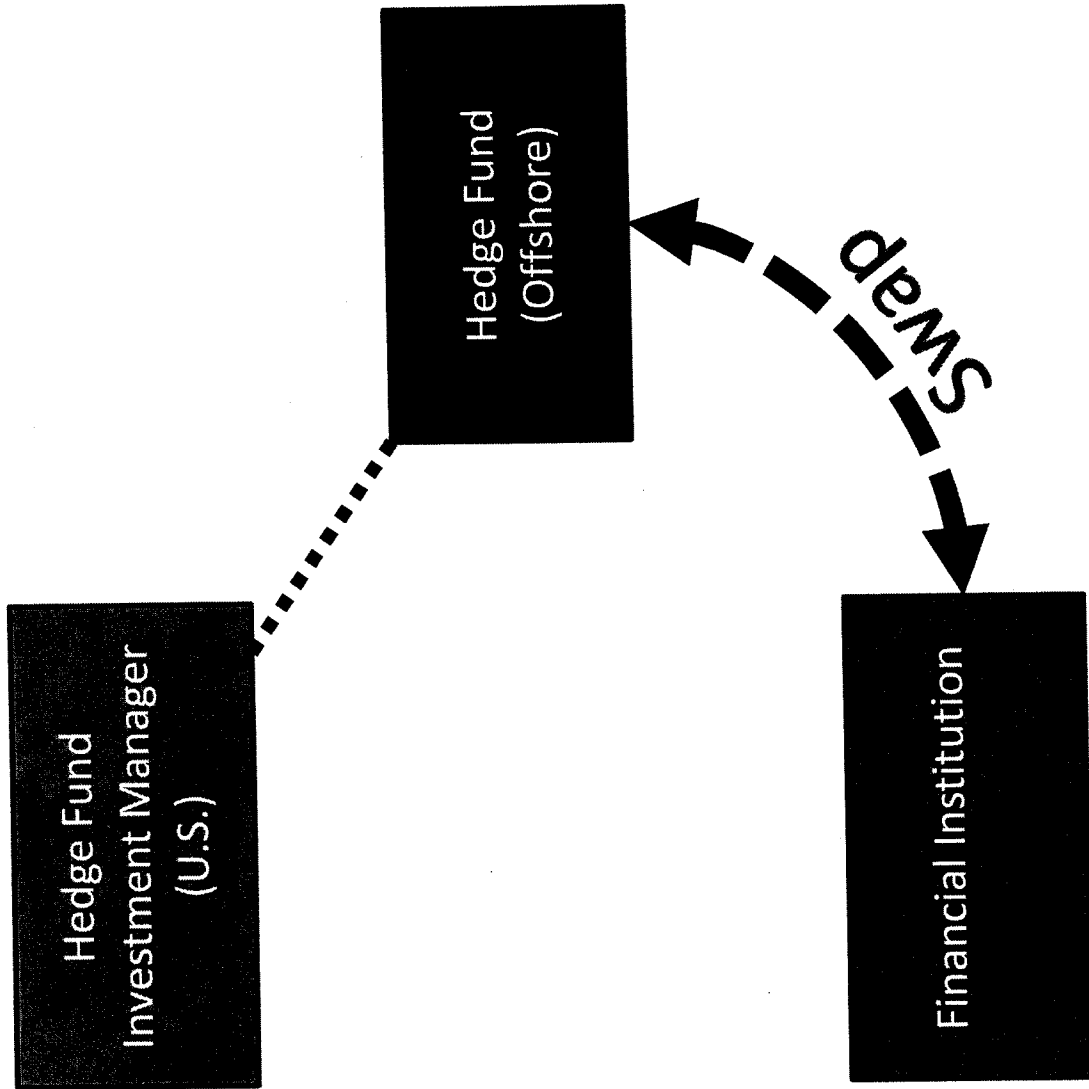 Hedge Fund
Investment Manager
(U.S.)
Hedge Fund
(Offshore)
Swap
Financial Institution